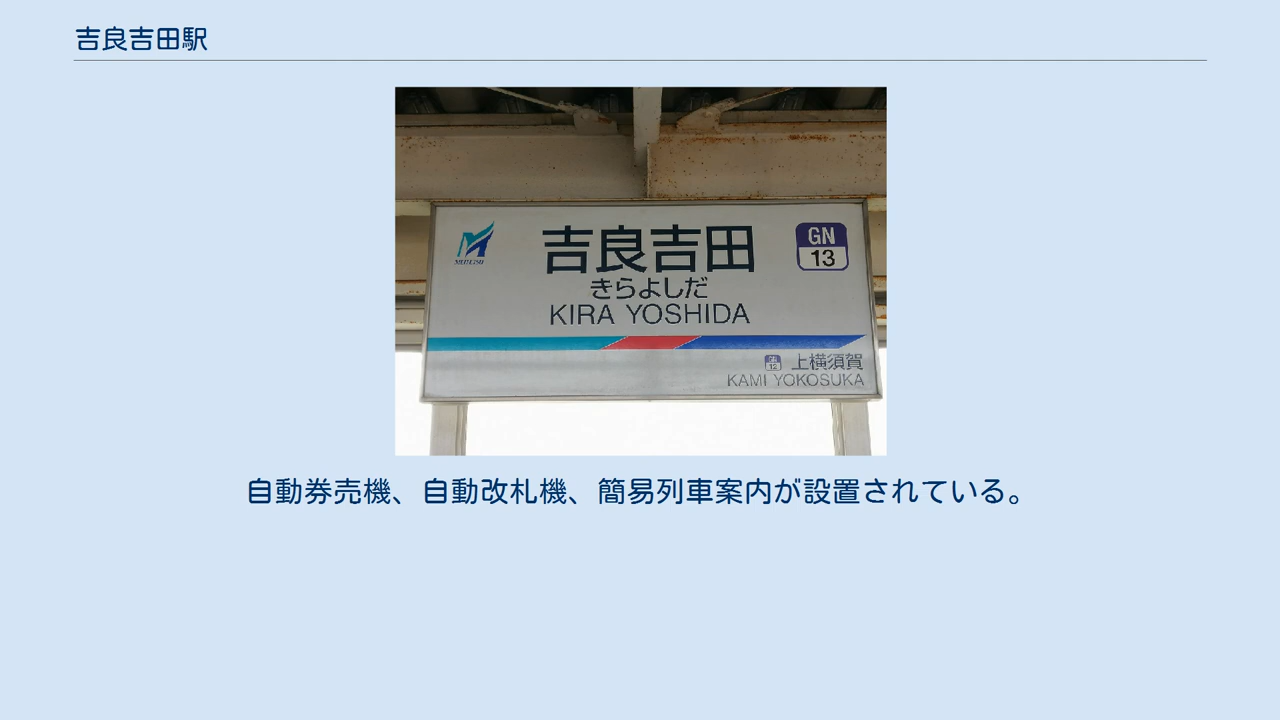 吉良吉田駅
MEITETSU
吉良吉田
きらよしだ
KIRA YOSHIDA
GN
13
GN
12
上横須賀
KAMI YOKOSUKA
自動券売機、自動改札機、簡易列車案内が設置されている。